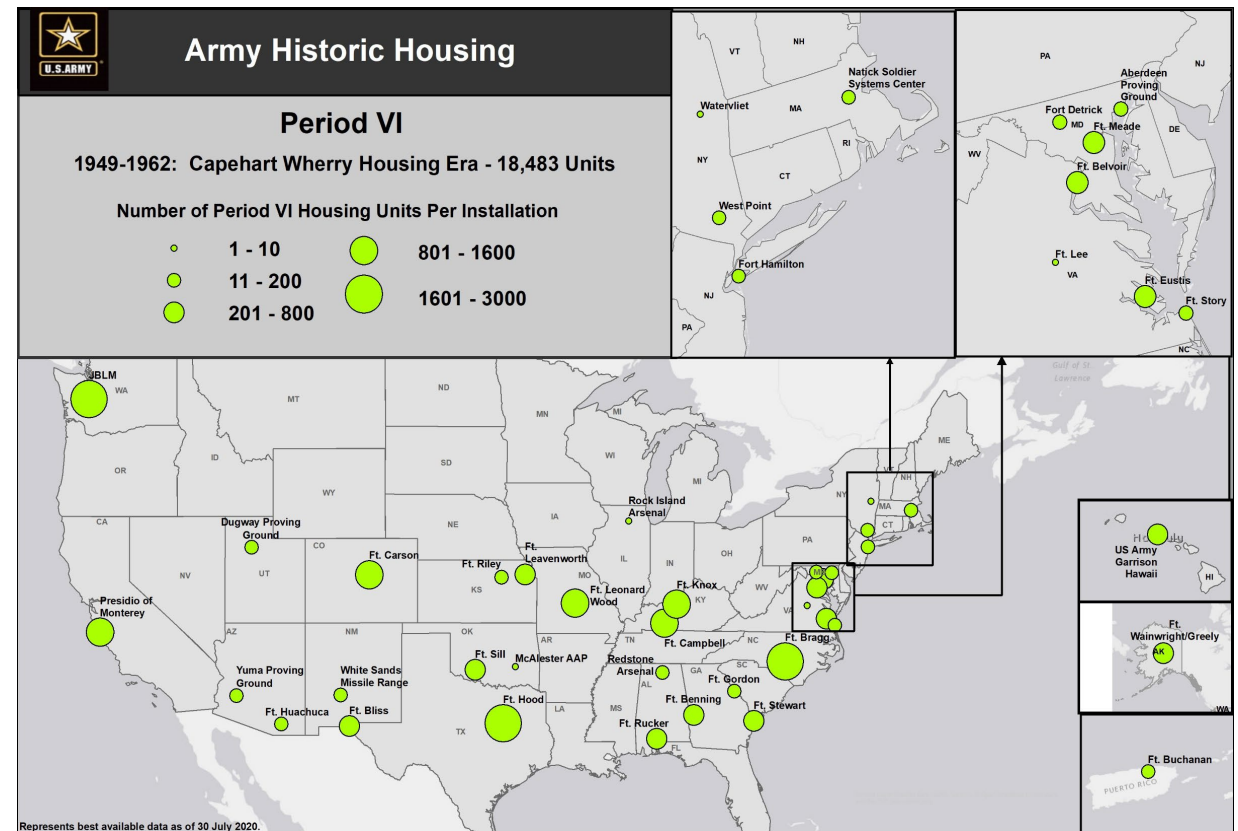 U.S.ARMY
Army Historic Housing
Period VI
1949-1962: Capehart Wherry Housing Era - 18,483 Units
Number of Period VI Housing Units Per Installation
1 - 10
11 - 200
201 - 800
801 - 1600
1601 - 3000
VT
NH
Natick Soldier
Systems Center
Watervliet
MA
NY
RI
CT
West Point
Fort Hamilton
NJ
PA
PA
NJ
Aberdeen
Proving
Ground
Fort Detrick
MD
Ft. Meade
DE
WV
Ft. Belvoir
Ft. Lee
VA
Ft. Eustis
Ft. Story
NC
Gulf of St.
Lawrence
JBLM
WA
MT
ND
MN
MI
ME
OR
ID
SD
WI
MI
VT
NH
NY
MA
CT
WY
Rock Island
Arsenal
CA
Dugway Proving
Ground
NE
IA
PA
CO
Ft. Carson
Ft. Riley
Ft.
Leavenworth
IL
IN
OH
NV
UT
KS
MO
Ft. Leonard
Wood
Ft. Knox
KY
WV
MD
VA
Presidio of
Monterey
AZ
NM
OK
AR
TN
Ft. Campbell
NC
Ft. Bragg
Ft. Sill
McAlester AAP
Redstone
Arsenal
SC
GA
Ft. Gordon
Yuma Proving
Ground
White Sands
Missile Range
AL
Ft. Huachuca
Ft. Bliss
Ft. Hood
LA
MS
Ft. Benning
Ft. Stewart
TX
Ft. Rucker
FL
Honolulu
US Army
Garrison
Hawaii
HI
Ft.
Wainwright/Greely
AK
WA
Ft. Buchanan
PUERTO RICO
Represents best available data as of 30 July 2020.